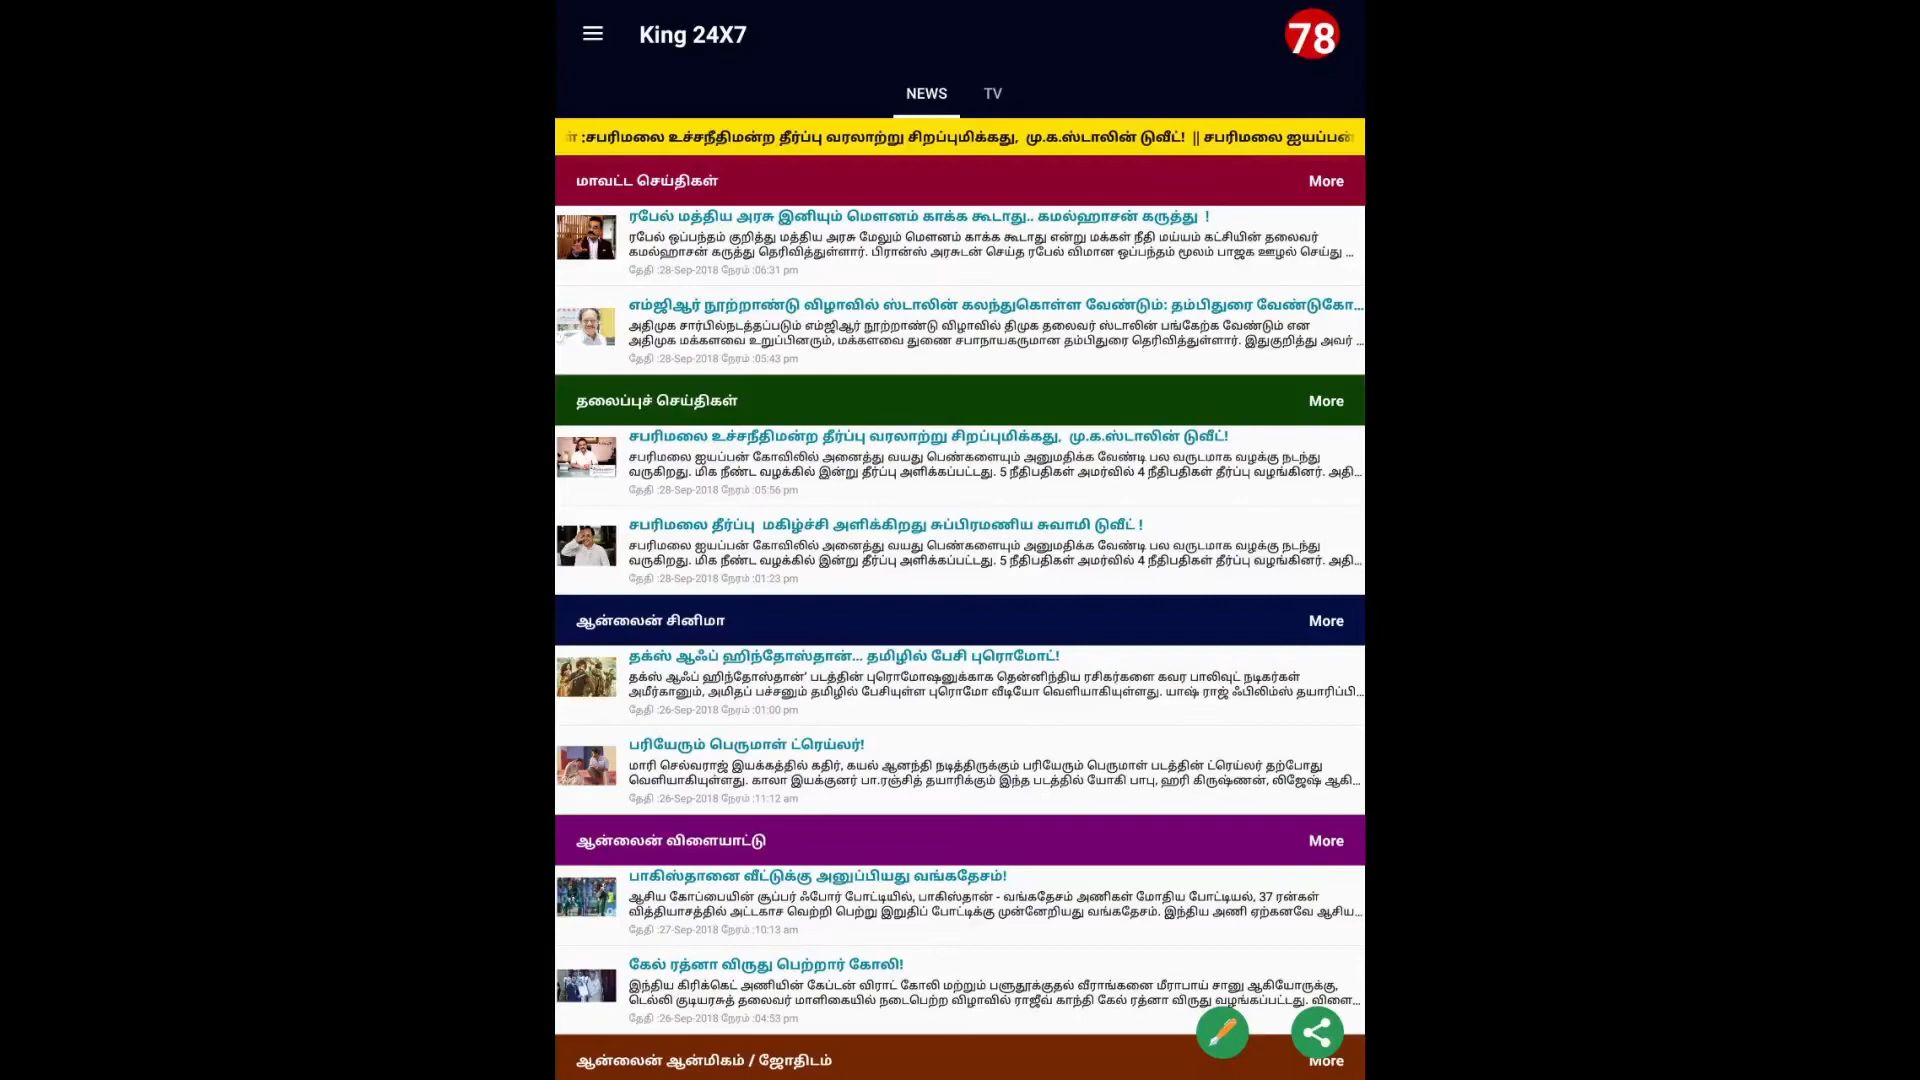 King 24X7
78
NEWS TV
:சபரிமலை உச்சநீதிமன்ற தீர்ப்பு வரலாற்று சிறப்புமிக்கது, மு.க.ஸ்டாலின் டுவீட்! || சபரிமலை ஐயப்பன்
மாவட்ட செய்திகள் More
ரபேல் மத்திய அரசு இனியும் மௌனம் காக்க கூடாது.. கமல்ஹாசன் கருத்து !
ரபேல் ஒப்பந்தம் குறித்து மத்திய அரசு மேலும் மௌனம் காக்க கூடாது என்று மக்கள் நீதி மய்யம் கட்சியின் தலைவர்
கமல்ஹாசன் கருத்து தெரிவித்துள்ளார். பிரான்ஸ் அரசுடன் செய்த ரபேல் விமான ஒப்பந்தம் மூலம் பாஜக ஊழல் செய்து ...
தேதி :28-Sep-2018 நேரம் :06:31 pm
எம்ஜிஆர் நூற்றாண்டு விழாவில் ஸ்டாலின் கலந்துகொள்ள வேண்டும்: தம்பிதுரை வேண்டுகோ...
அதிமுக சார்பில்நடத்தப்படும் எம்ஜிஆர் நூற்றாண்டு விழாவில் திமுக தலைவர் ஸ்டாலின் பங்கேற்க வேண்டும் என
அதிமுக மக்களவை உறுப்பினரும், மக்களவை துணை சபாநாயகருமான தம்பிதுரை தெரிவித்துள்ளார். இதுகுறித்து அவர் ...
தேதி :28-Sep-2018 நேரம் :05:43 pm
தலைப்புச் செய்திகள் More
சபரிமலை உச்சநீதிமன்ற தீர்ப்பு வரலாற்று சிறப்புமிக்கது, மு.க.ஸ்டாலின் டுவீட்!
சபரிமலை ஐயப்பன் கோவிலில் அனைத்து வயது பெண்களையும் அனுமதிக்க வேண்டி பல வருடமாக வழக்கு நடந்து
வருகிறது. மிக நீண்ட வழக்கில் இன்று தீர்ப்பு அளிக்கப்பட்டது. 5 நீதிபதிகள் அமர்வில் 4 நீதிபதிகள் தீர்ப்பு வழங்கினர். அதி...
தேதி :28-Sep-2018 நேரம் :05:56 pm
சபரிமலை தீர்ப்பு மகிழ்ச்சி அளிக்கிறது சுப்பிரமணிய சுவாமி டுவீட் !
சபரிமலை ஐயப்பன் கோவிலில் அனைத்து வயது பெண்களையும் அனுமதிக்க வேண்டி பல வருடமாக வழக்கு நடந்து
வருகிறது. மிக நீண்ட வழக்கில் இன்று தீர்ப்பு அளிக்கப்பட்டது. 5 நீதிபதிகள் அமர்வில் 4 நீதிபதிகள் தீர்ப்பு வழங்கினர். அதி...
தேதி :28-Sep-2018 நேரம் :01:23 pm
ஆன்லைன் சினிமா More
தக்ஸ் ஆஃப் ஹிந்தோஸ்தான்... தமிழில் பேசி புரொமோட்!
தக்ஸ் ஆஃப் ஹிந்தோஸ்தான்' படத்தின் புரொமோஷனுக்காக தென்னிந்திய ரசிகர்களை கவர பாலிவுட் நடிகர்கள்
அமீர்கானும், அமிதப் பச்சனும் தமிழில் பேசியுள்ள புரொமோ வீடியோ வெளியாகியுள்ளது. யாஷ் ராஜ் ஃபிலிம்ஸ் தயாரிப்பி...
தேதி :26-Sep-2018 நேரம் :01:00 pm
பரியேரும் பெருமாள் ட்ரெய்லர்!
மாரி செல்வராஜ் இயக்கத்தில் கதிர், கயல் ஆனந்தி நடித்திருக்கும் பரியேரும் பெருமாள் படத்தின் ட்ரெய்லர் தற்போது
வெளியாகியுள்ளது. காலா இயக்குனர் பா.ரஞ்சித் தயாரிக்கும் இந்த படத்தில் யோகி பாபு, ஹரி கிருஷ்ணன், லிஜேஷ் ஆகி...
தேதி :26-Sep-2018 நேரம் :11:12 am
ஆன்லைன் விளையாட்டு More
பாகிஸ்தானை வீட்டுக்கு அனுப்பியது வங்கதேசம்!
ஆசிய கோப்பையின் சூப்பர் ஃபோர் போட்டியில், பாகிஸ்தான் - வங்கதேசம் அணிகள் மோதிய போட்டியல், 37 ரன்கள்
வித்தியாசத்தில் அட்டகாச வெற்றி பெற்று இறுதிப் போட்டிக்கு முன்னேறியது வங்கதேசம். இந்திய அணி ஏற்கனவே ஆசிய...
தேதி :27-Sep-2018 நேரம் :10:13 am
கேல் ரத்னா விருது பெற்றார் கோலி!
இந்திய கிரிக்கெட் அணியின் கேப்டன் விராட் கோலி மற்றும் பளுதூக்குதல் வீராங்கனை மீராபாய் சானு ஆகியோருக்கு,
டெல்லி குடியரசுத் தலைவர் மாளிகையில் நடைபெற்ற விழாவில் ராஜீவ் காந்தி கேல் ரத்னா விருது வழங்கப்பட்டது. விளை...
தேதி :26-Sep-2018 நேரம் :04:53 pm
ஆன்லைன் ஆன்மிகம் / ஜோதிடம் More